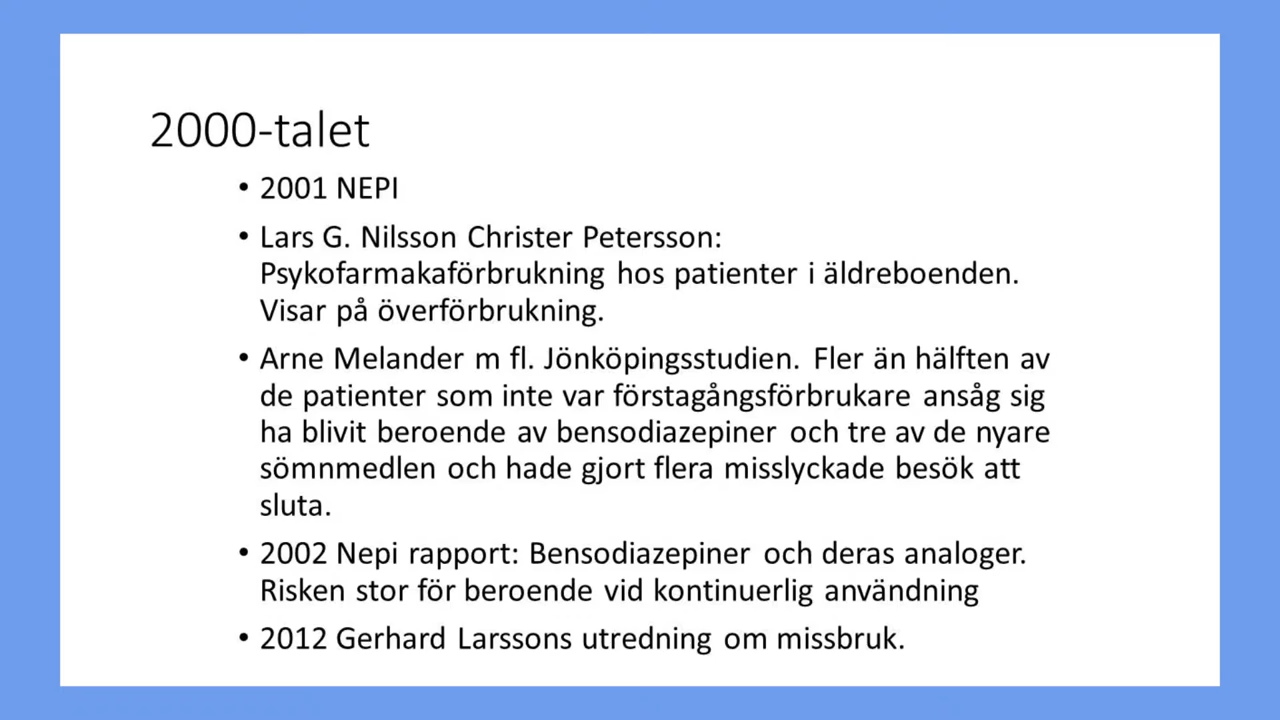 2000-talet
• 2001 NEPI
• Lars G. Nilsson Christer Petersson:
Psykofarmakaförbrukning hos patienter i äldreboenden.
Visar på överförbrukning.
• Arne Melander m fl. Jönköpingsstudien. Fler än hälften av
de patienter som inte var förstagångsförbrukare ansåg sig
ha blivit beroende av bensodiazepiner och tre av de nyare
sömnmedlen och hade gjort flera misslyckade besök att
sluta.
• 2002 Nepi rapport: Bensodiazepiner och deras analoger.
Risken stor för beroende vid kontinuerlig användning
• 2012 Gerhard Larssons utredning om missbruk.